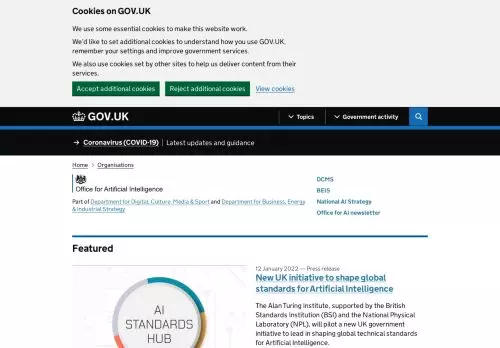 Cookies on GOV.UK
We use some essential cookies to make this website work.
We'd like to set additional cookies to understand how you use GOV.UK,
remember your settings and improve government services.
We also use cookies set by other sites to help us deliver content from their
services.
Accept additional cookies Reject additional cookies View cookies
GOV.UK Topics Government activity
→ Coronavirus (COVID-19) Latest updates and guidance
Home > Organisations
Office for Artificial Intelligence
Part of Department for Digital, Culture, Media & Sport and Department for Business, Energy
& Industrial Strategy
DCMS
BEIS
National AI Strategy
Office for AI newsletter
Featured
AI
STANDARDS
HUB
12 January 2022 — Press release
New UK initiative to shape global
standards for Artificial Intelligence
The Alan Turing Institute, supported by the British
Standards Institution (BSI) and the National Physical
Laboratory (NPL), will pilot a new UK government
initiative to lead in shaping global technical standards
for Artificial Intelligence.